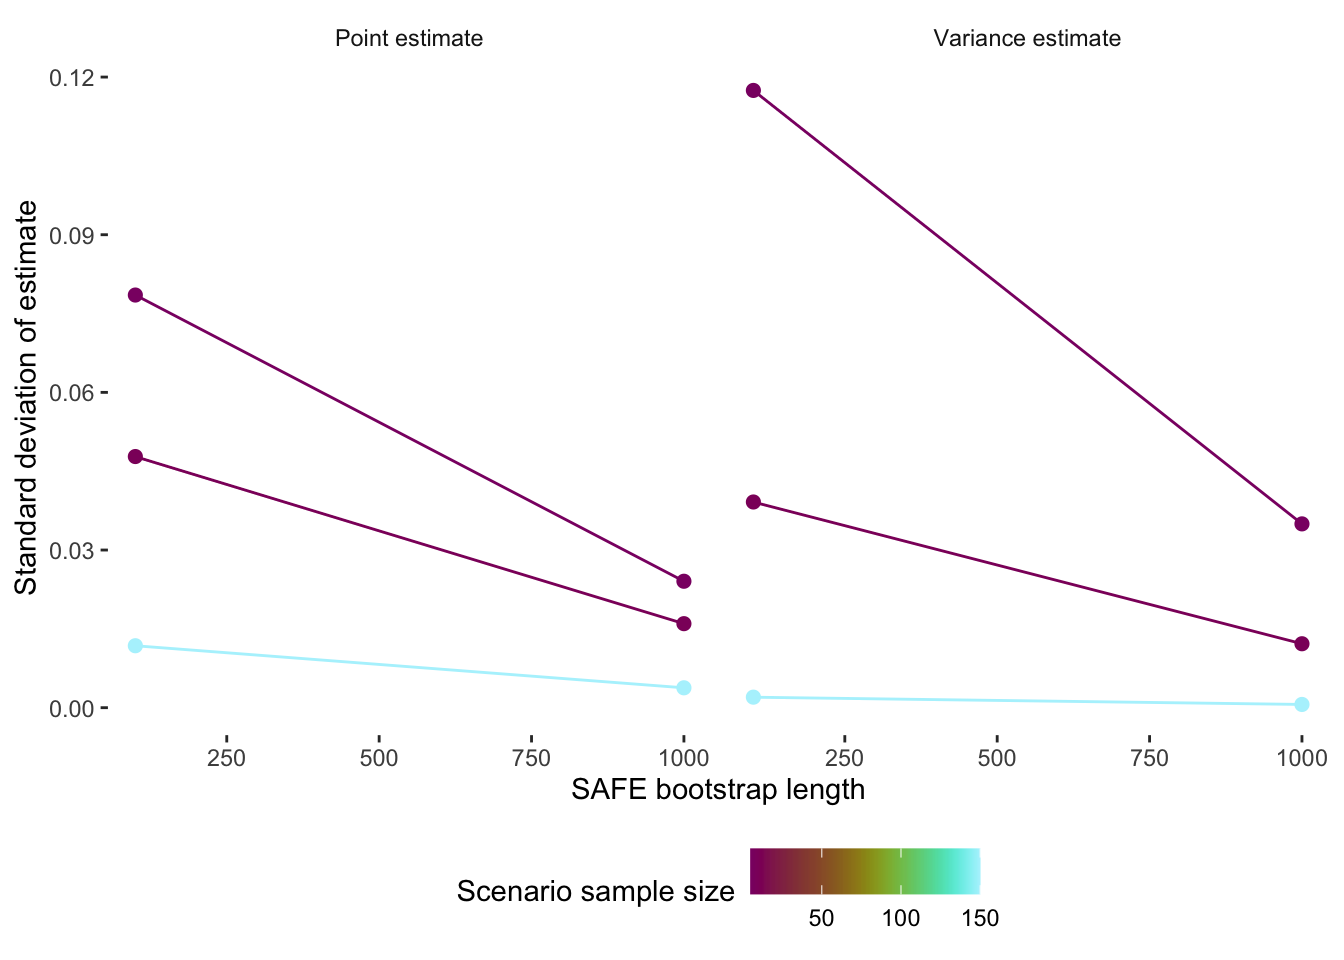 Point estimate
Variance estimate
Standard deviation of estimate
0.12
0.09
0.06
0.03
0.00
250 500 750 1000
250 500 750 1000
SAFE bootstrap length
Scenario sample size
50 100 150